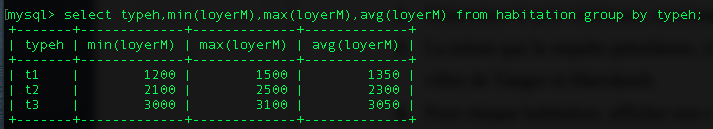 [mysql> select typeh,min(loyerM),max(loyerM),avg(loyerM) from habitation group by typeh;
+-------+-------------+-------------+-------------+
| typeh | min(loyerM) | max(loyerM) | avg(loyerM) |
+-------+-------------+-------------+-------------+
| t1    |        1200 |        1500 |        1350 |
| t2    |        2100 |        2500 |        2300 |
| t3    |        3000 |        3100 |        3050 |
+-------+-------------+-------------+-------------+